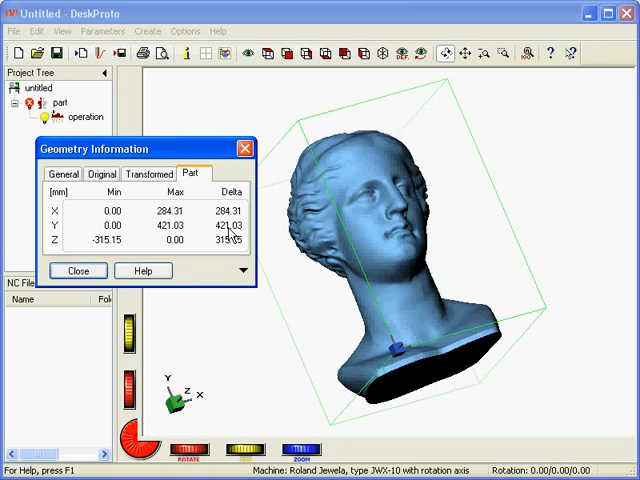 Untitled - DeskProto
File Edit View Parameters Create Options Help
Project Tree
untitled
part
operation
Geometry Information
General Original Transformed Part
[mm] Min Max Delta
X 0.00 284.31 284.31
Y 0.00 421.03 421.03
Z -315.15 0.00 315.15
Close Help
NC File
Name Fol
Y
Z
X
ROTATE ZOOM
For Help, press F1 Machine: Roland Jewela, type JWX-10 with rotation axis Rotation: 0.00/0.00/0.00